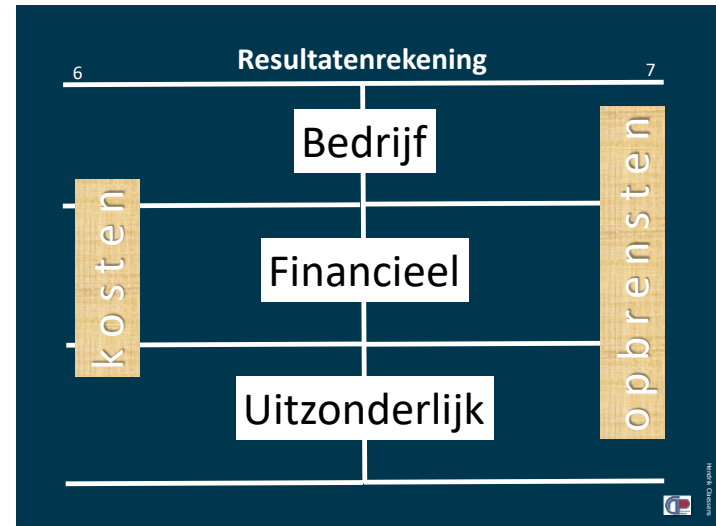 Resultatenrekening
6
7
Bedrijf
kosten
opbrensten
Financieel
Uitzonderlijk
Hendrik Claessens